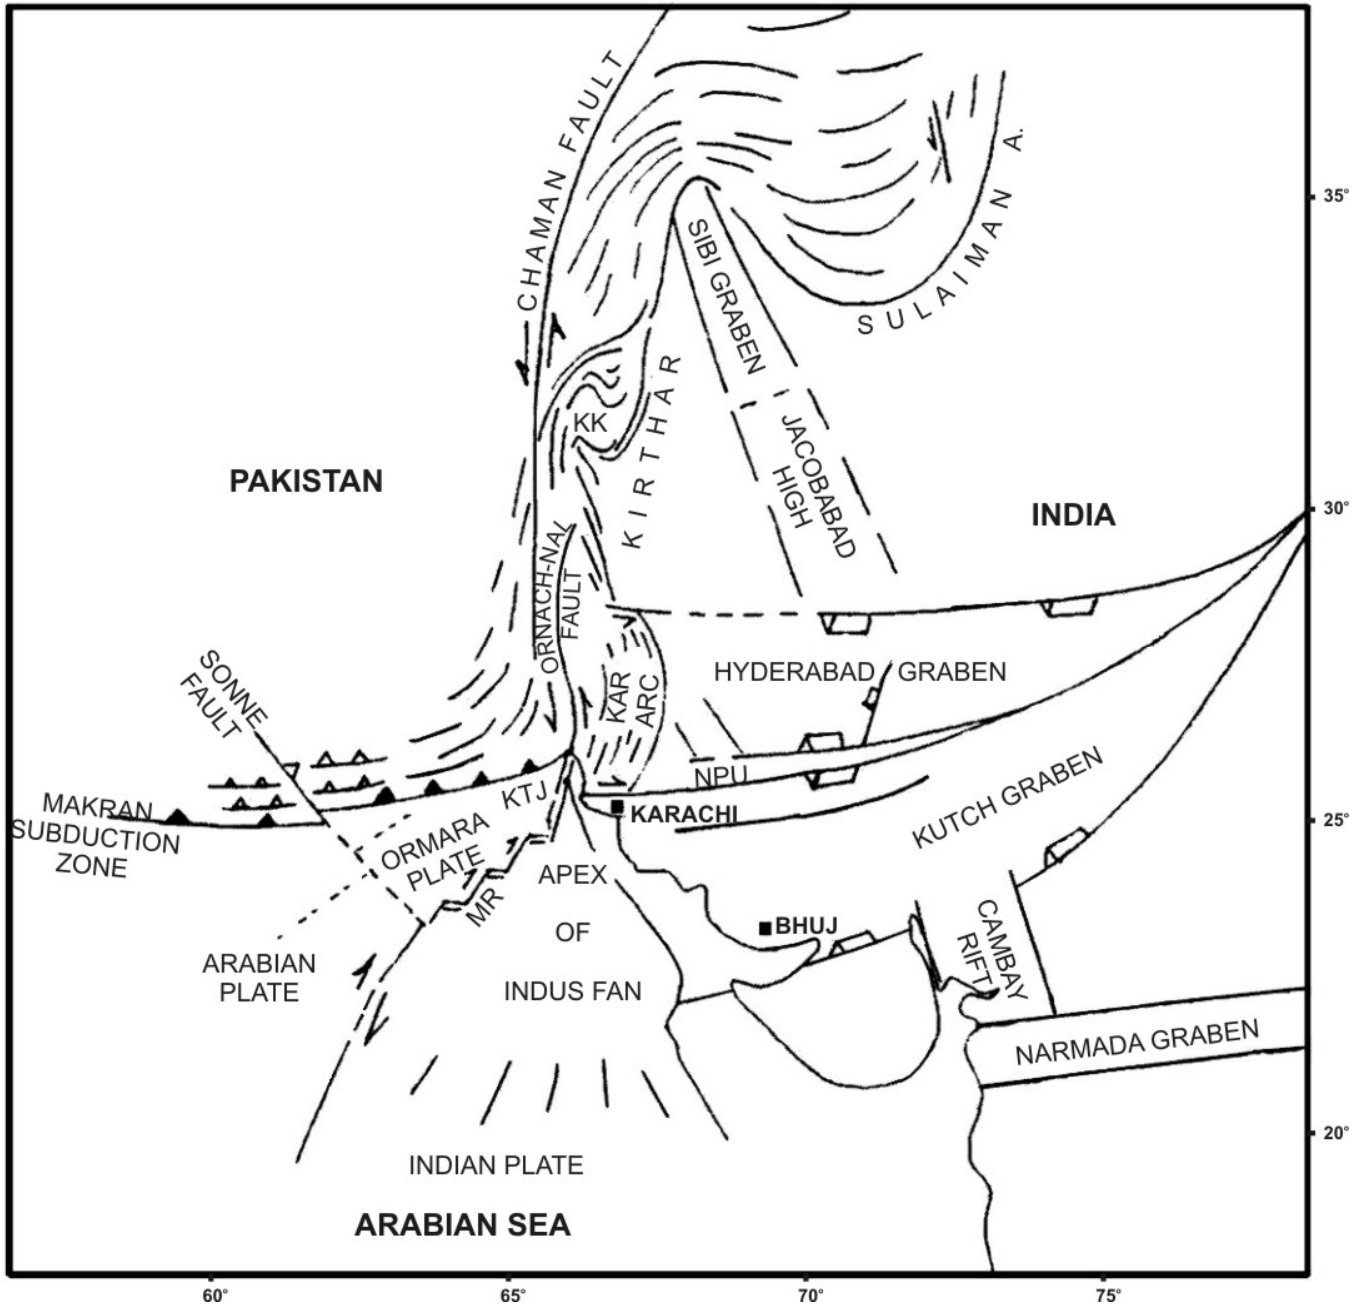 CHAMAN FAULT
SULAIMAN A.
35°
SIBI GRABEN
KIRTHAR
KK
JACOBABAD
HIGH
PAKISTAN
INDIA
30°
ORNACH-NAL
FAULT
SONNE
FAULT
KAR
ARC
HYDERABAD GRABEN
NPU
KTJ
KARACHI
KUTCH GRABEN
25°
MAKRAN
SUBDUCTION
ZONE
ORMARA
PLATE
MR
APEX
OF
INDUS FAN
BHUJ
CAMBAY
RIFT
ARABIAN
PLATE
NARMADA GRABEN
20°
INDIAN PLATE
ARABIAN SEA
60°
65°
70°
75°